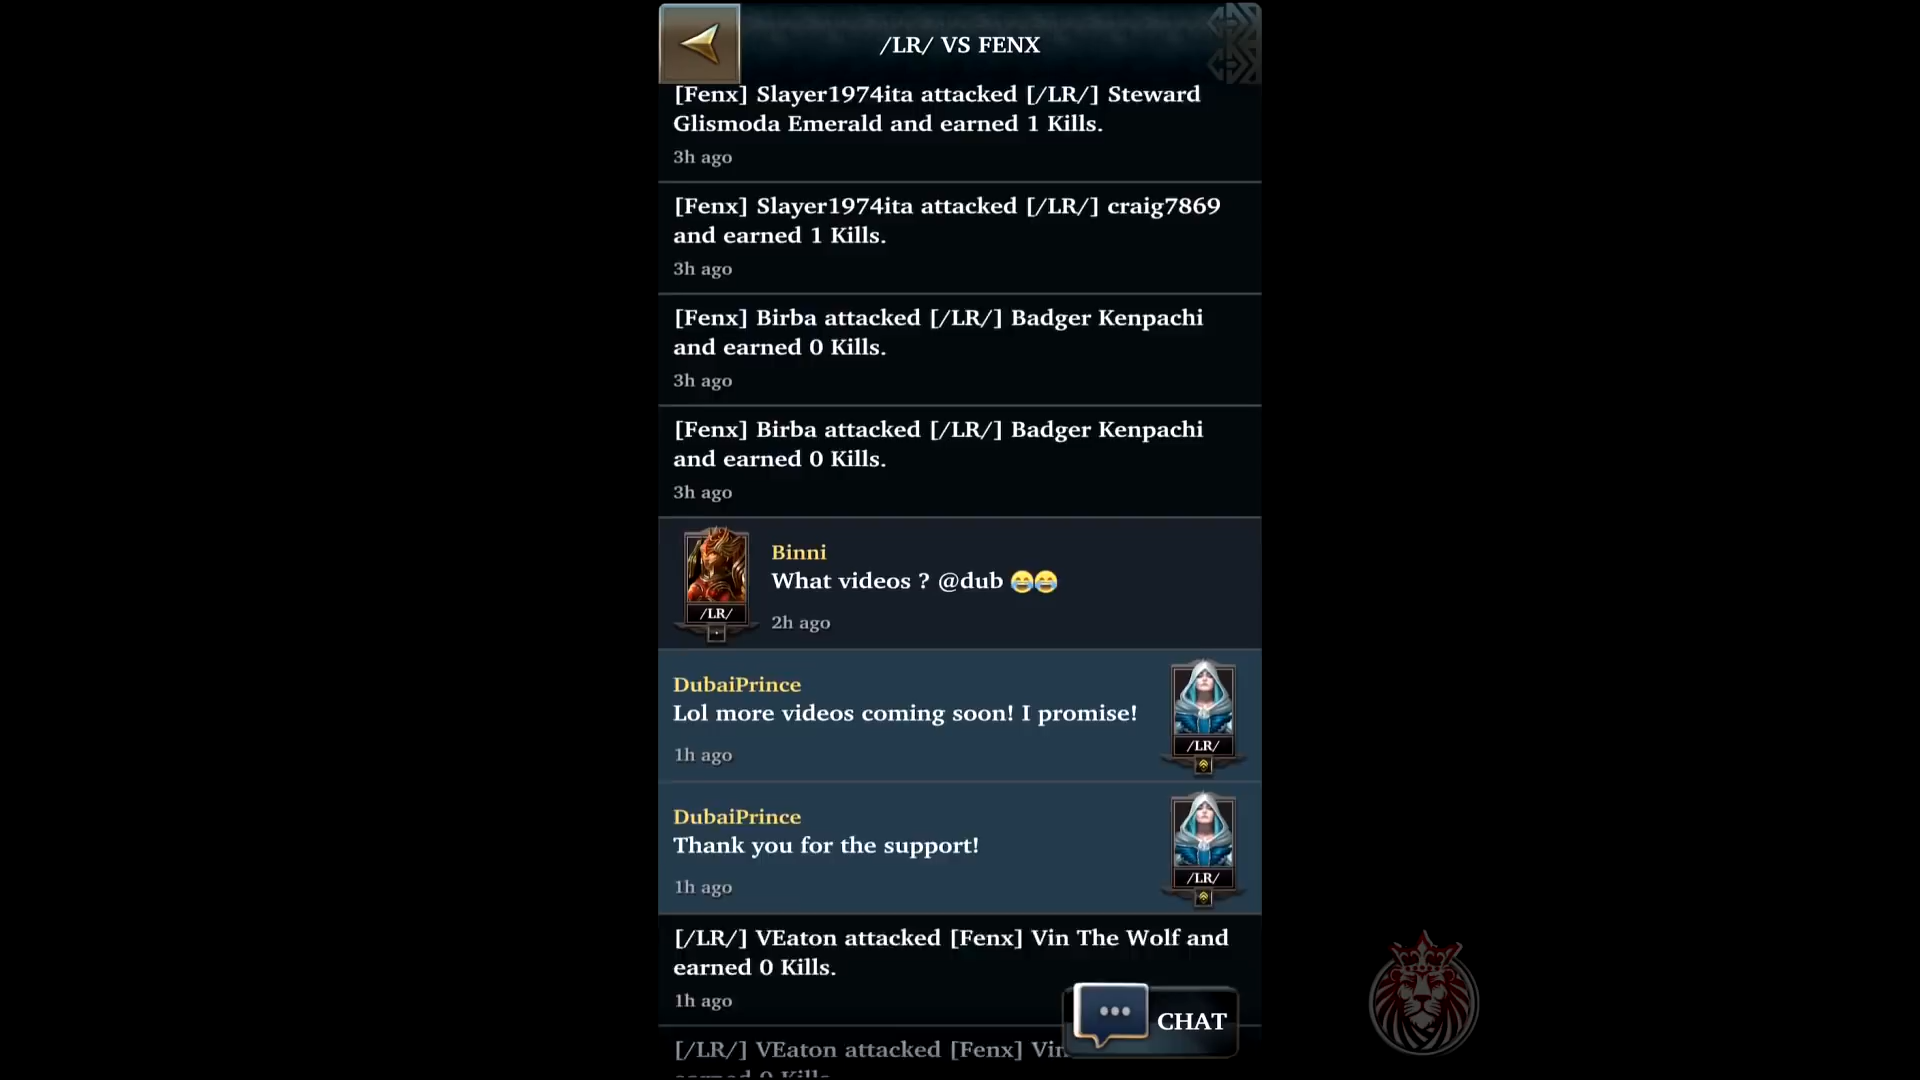 /LR/ VS FENX
[Fenx] Slayer1974ita attacked [/LR/] Steward
Glismoda Emerald and earned 1 Kills.
3h ago
[Fenx] Slayer1974ita attacked [/LR/] craig7869
and earned 1 Kills.
3h ago
[Fenx] Birba attacked [/LR/] Badger Kenpachi
and earned 0 Kills.
3h ago
[Fenx] Birba attacked [/LR/] Badger Kenpachi
and earned 0 Kills.
3h ago
Binni
What videos ? @dub 😂😂
/LR/
2h ago
DubaiPrince
Lol more videos coming soon! I promise!
/LR/
1h ago
DubaiPrince
Thank you for the support!
/LR/
1h ago
[/LR/] VEaton attacked [Fenx] Vin The Wolf and
earned 0 Kills.
1h ago
CHAT
[/LR/] VEaton attacked [Fenx] Vin
earned 0 Kills